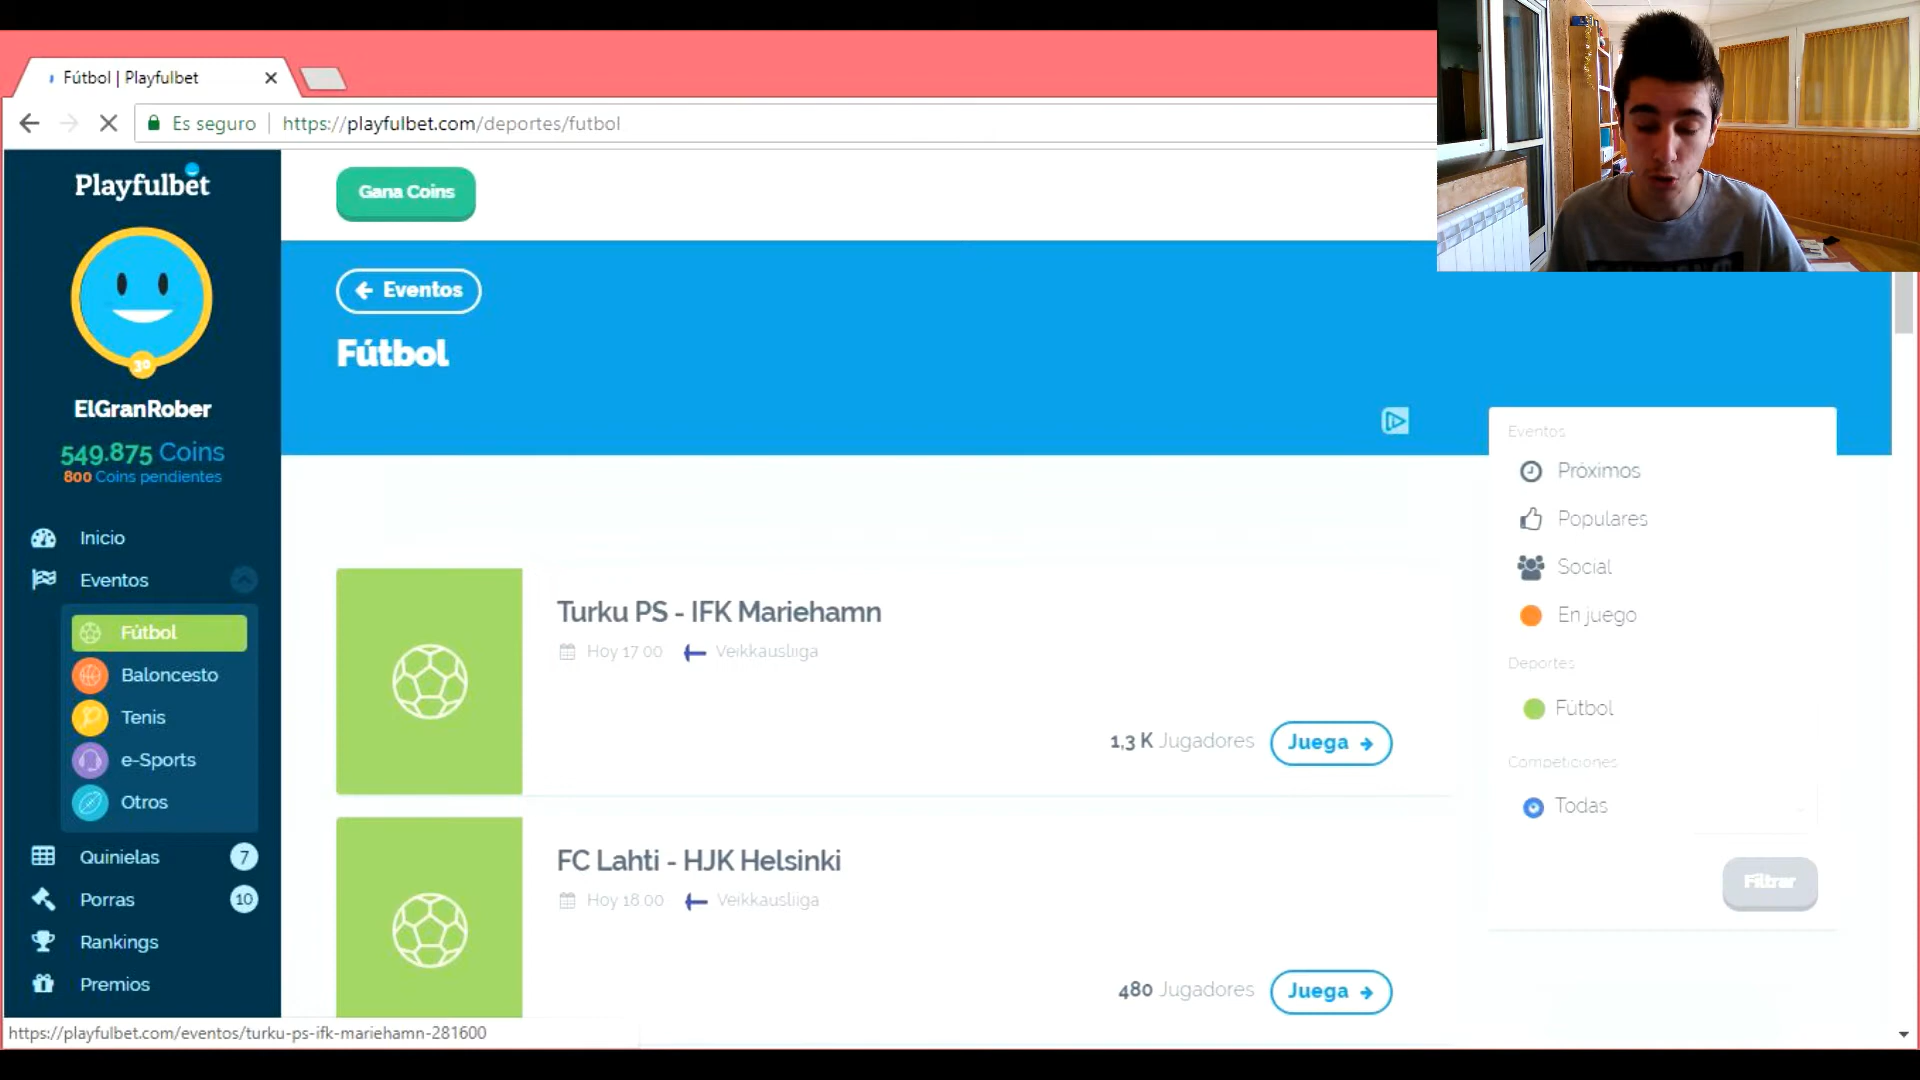 Fútbol | Playfulbet
Es seguro
https://playfulbet.com/deportes/futbol
Playfulbet
30
ElGranRober
549.875 Coins
800 Coins pendientes
Inicio
Eventos
Fútbol
Baloncesto
Tenis
e-Sports
Otros
Quinielas 7
Porras 10
Rankings
Premios
Gana Coins
Eventos
Fútbol
Turku PS - IFK Mariehamn
Hoy 17:00 Veikkausliiga
1,3 K Jugadores
Juega
FC Lahti - HJK Helsinki
Hoy 18:00 Veikkausliiga
480 Jugadores
Juega
Eventos
Próximos
Populares
Social
En juego
Deportes
Fútbol
Competiciones
Todas
Filtrar
https://playfulbet.com/eventos/turku-ps-ifk-mariehamn-281600